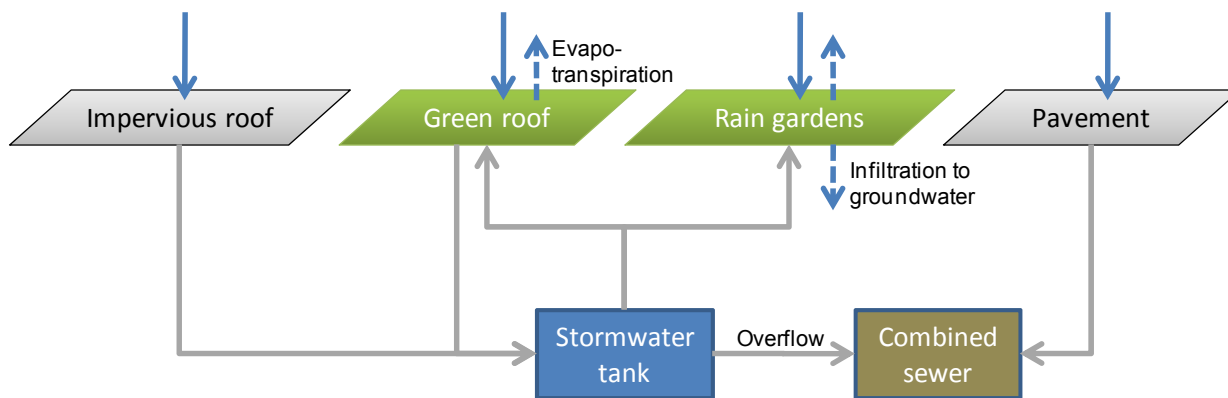 Evapo-
transpiration
Impervious roof
Green roof
Rain gardens
Pavement
Infiltration to
groundwater
Stormwater
tank
Overflow
Combined
sewer